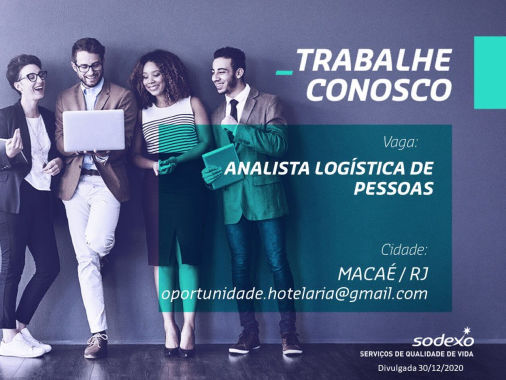 _TRABALHE
CONOSCO
Vaga:
ANALISTA LOGÍSTICA DE
PESSOAS
Cidade:
MACAÉ / RJ
oportunidade.hotelaria@gmail.com
sodexo
SERVIÇOS DE QUALIDADE DE VIDA
Divulgada 30/12/2020